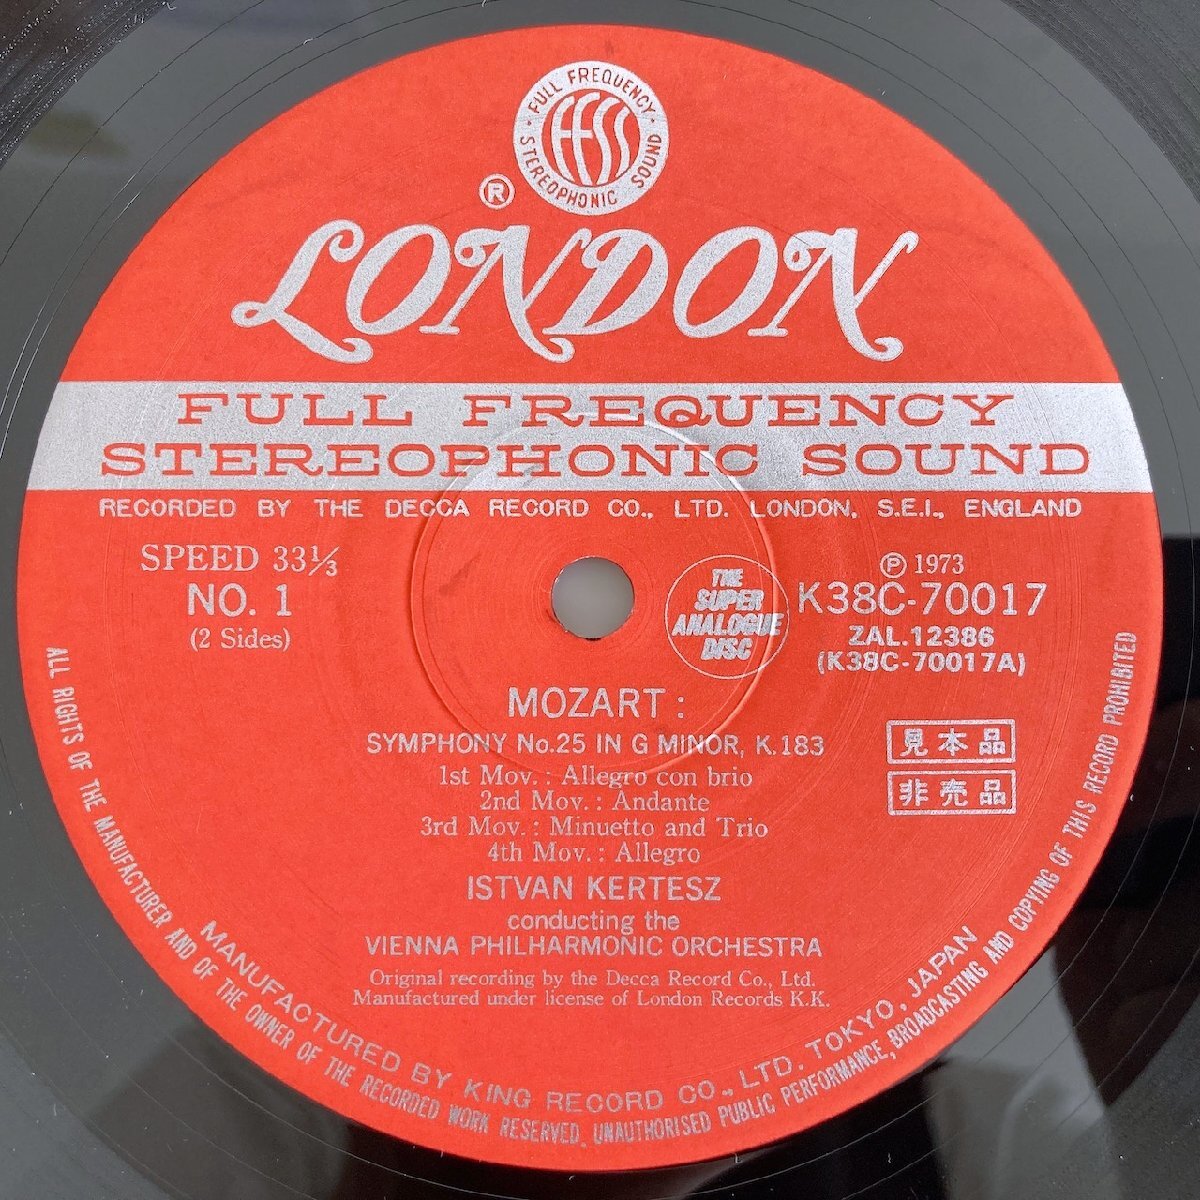 · FULL FREQUENCY · STEREOPHONIC SOUND
FFSS
®
LONDON
FULL FREQUENCY
STEREOPHONIC SOUND
RECORDED BY THE DECCA RECORD CO., LTD. LONDON, S.E.I., ENGLAND
SPEED 33⅓
NO. 1
(2 Sides)
THE
SUPER
ANALOGUE
DISC
℗ 1973
K38C-70017
ZAL.12386
(K38C-70017A)
MOZART :
SYMPHONY No.25 IN G MINOR, K.183
1st Mov. : Allegro con brio
2nd Mov. : Andante
3rd Mov. : Minuetto and Trio
4th Mov. : Allegro
見本品
非売品
ISTVAN KERTESZ
conducting the
VIENNA PHILHARMONIC ORCHESTRA
Original recording by the Decca Record Co., Ltd.
Manufactured under license of London Records K.K.
MANUFACTURED BY KING RECORD CO., LTD. TOKYO, JAPAN
ALL RIGHTS OF THE MANUFACTURER AND OF THE OWNER OF THE RECORDED WORK RESERVED. UNAUTHORISED PUBLIC PERFORMANCE, BROADCASTING AND COPYING OF THIS RECORD PROHIBITED